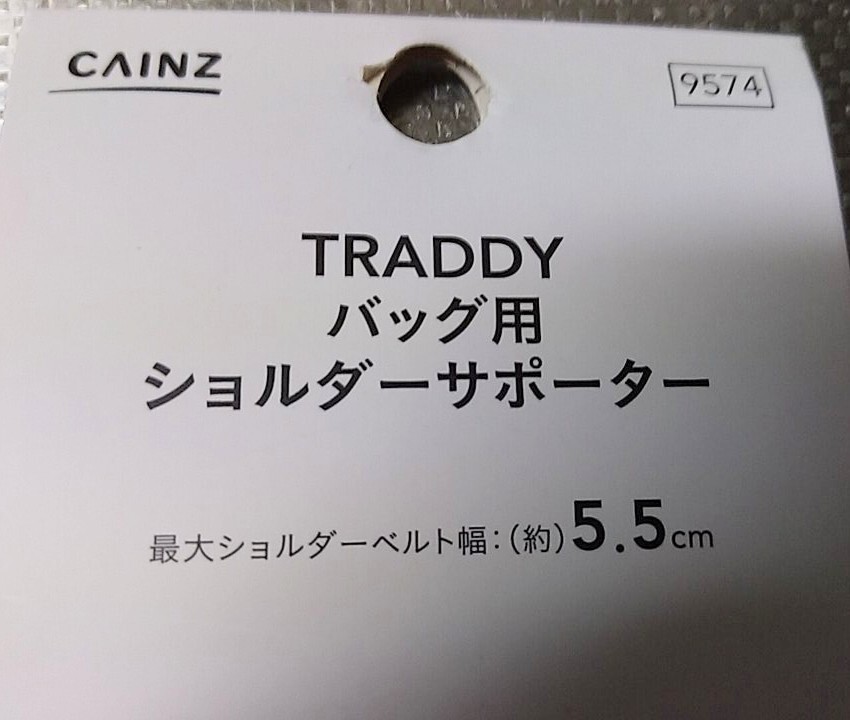 CAINZ
9574
TRADDY
バッグ用
ショルダーサポーター
最大ショルダーベルト幅:(約)5.5cm